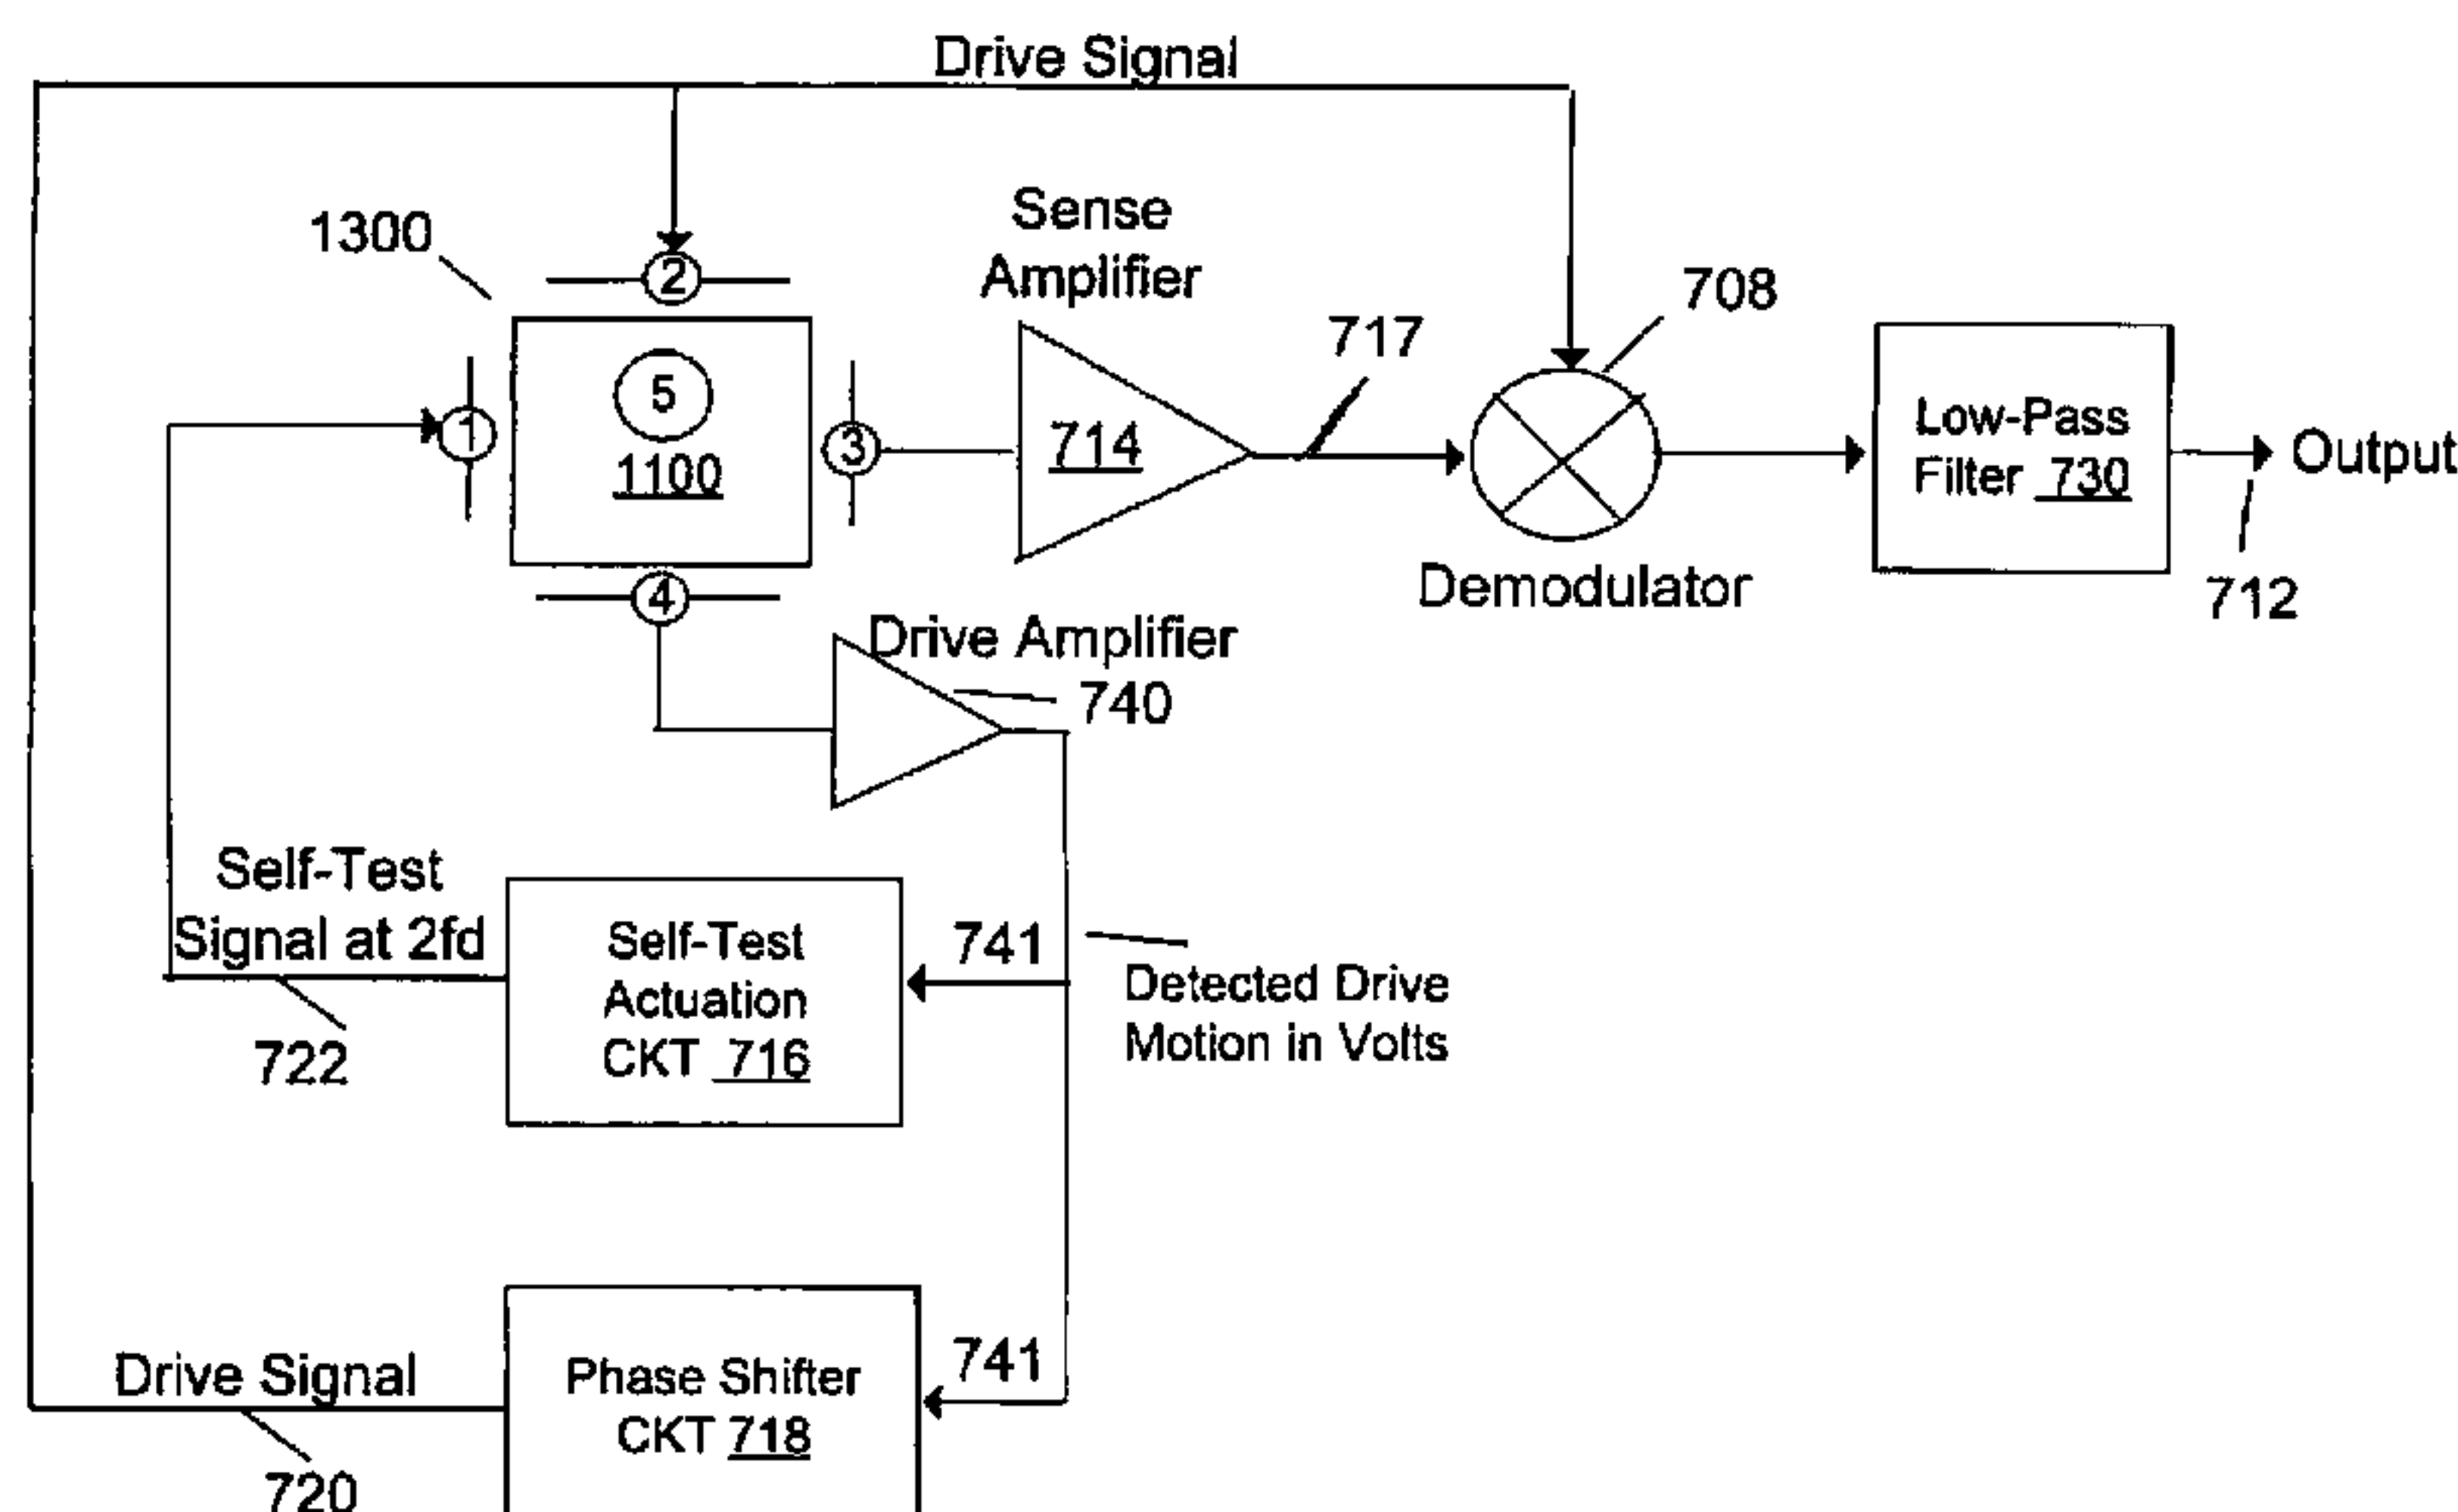 Drive Signal
1300
2
Sense
Amplifier
717
708
5
1100
1
3
714
Low-Pass
Filter 730
Output
712
Demodulator
4
Drive Amplifier
740
Self-Test
Signal at 2fd
722
Self-Test
Actuation
CKT 716
741
Detected Drive
Motion in Volts
Drive Signal
720
Phase Shifter
CKT 718
741